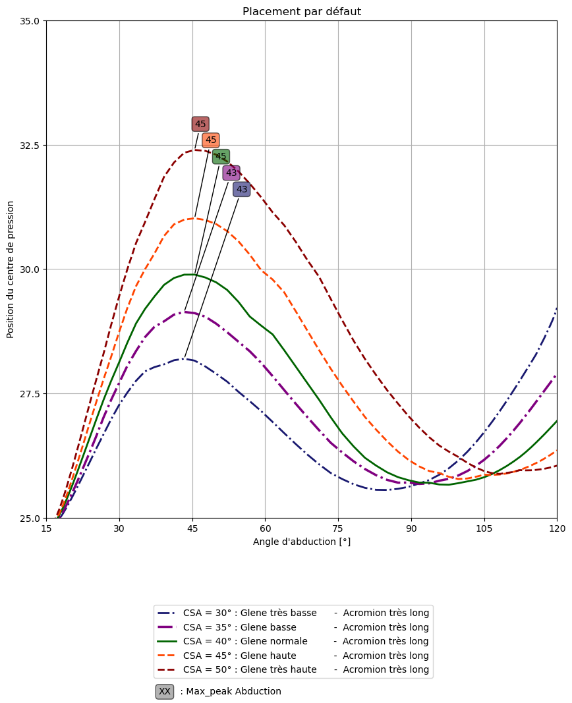 Placement par défaut
35.0
32.5
30.0
27.5
25.0
Position du centre de pression
45
45
45
43
43
15
30
45
60
75
90
105
120
Angle d'abduction [°]
CSA = 30° : Glene très basse - Acromion très long
CSA = 35° : Glene basse - Acromion très long
CSA = 40° : Glene normale - Acromion très long
CSA = 45° : Glene haute - Acromion très long
CSA = 50° : Glene très haute - Acromion très long
XX : Max_peak Abduction